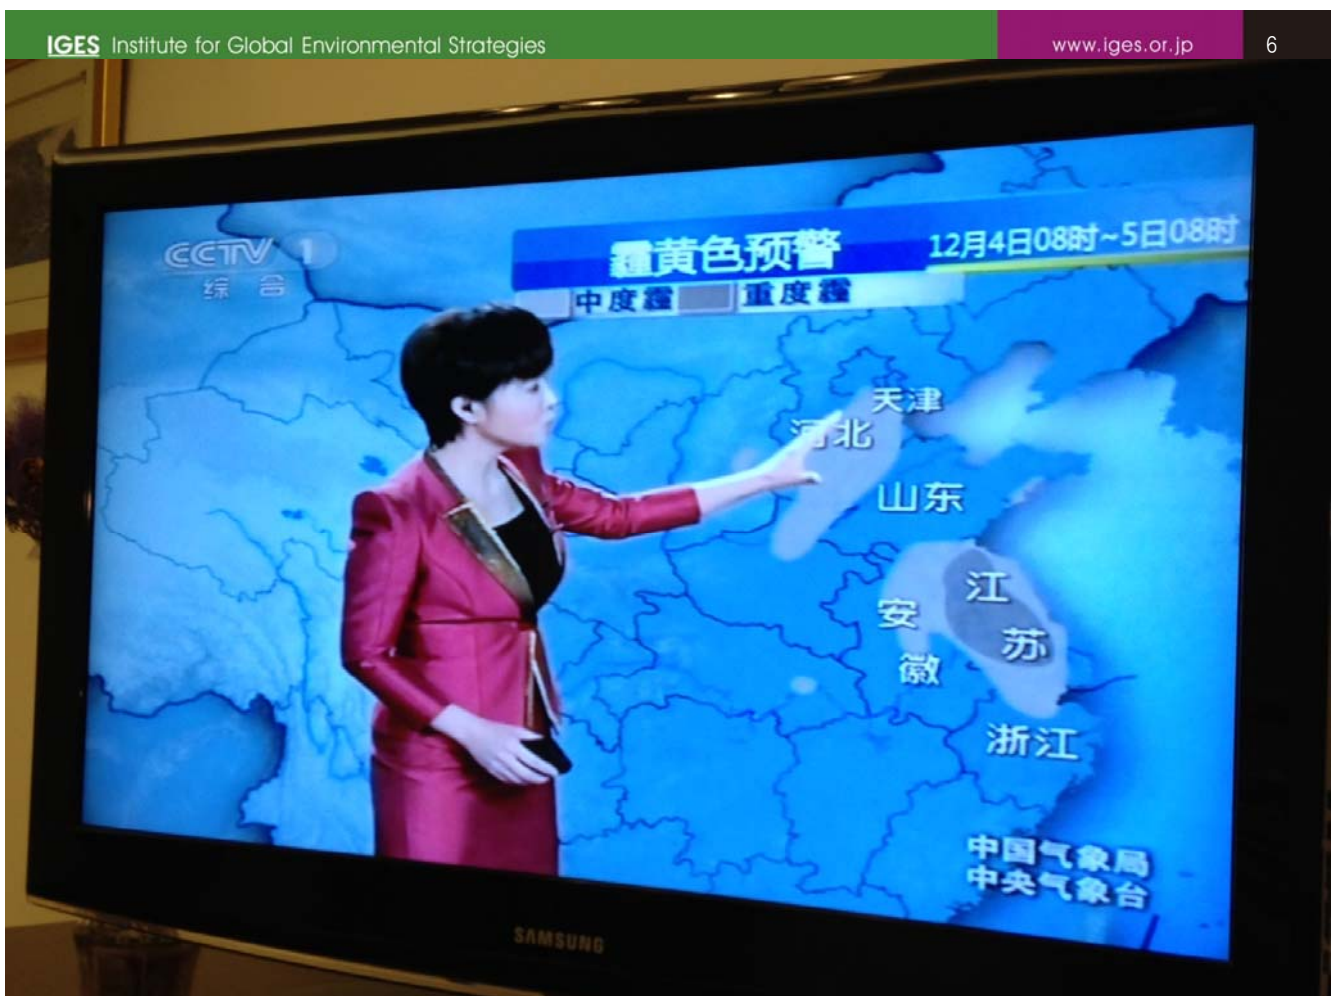 IGES Institute for Global Environmental Strategies
www.iges.or.jp
6
CCTV 1
综合
霾黄色预警
12月4日08时~5日08时
中度霾
重度霾
天津
河北
山东
江苏
安徽
浙江
中国气象局
中央气象台
SAMSUNG